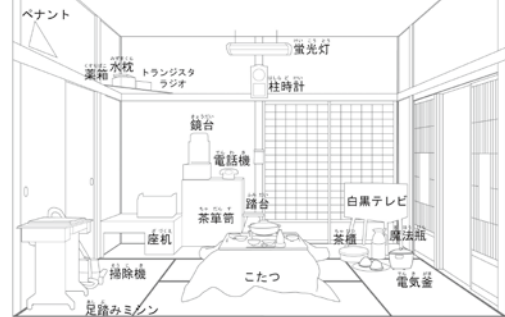 ペナント
蛍光灯
水枕
薬箱
トランジスタ
ラジオ
柱時計
鏡台
電話機
踏台
白黒テレビ
茶箪笥
座机
茶櫃
魔法瓶
掃除機
こたつ
電気釜
足踏みミシン